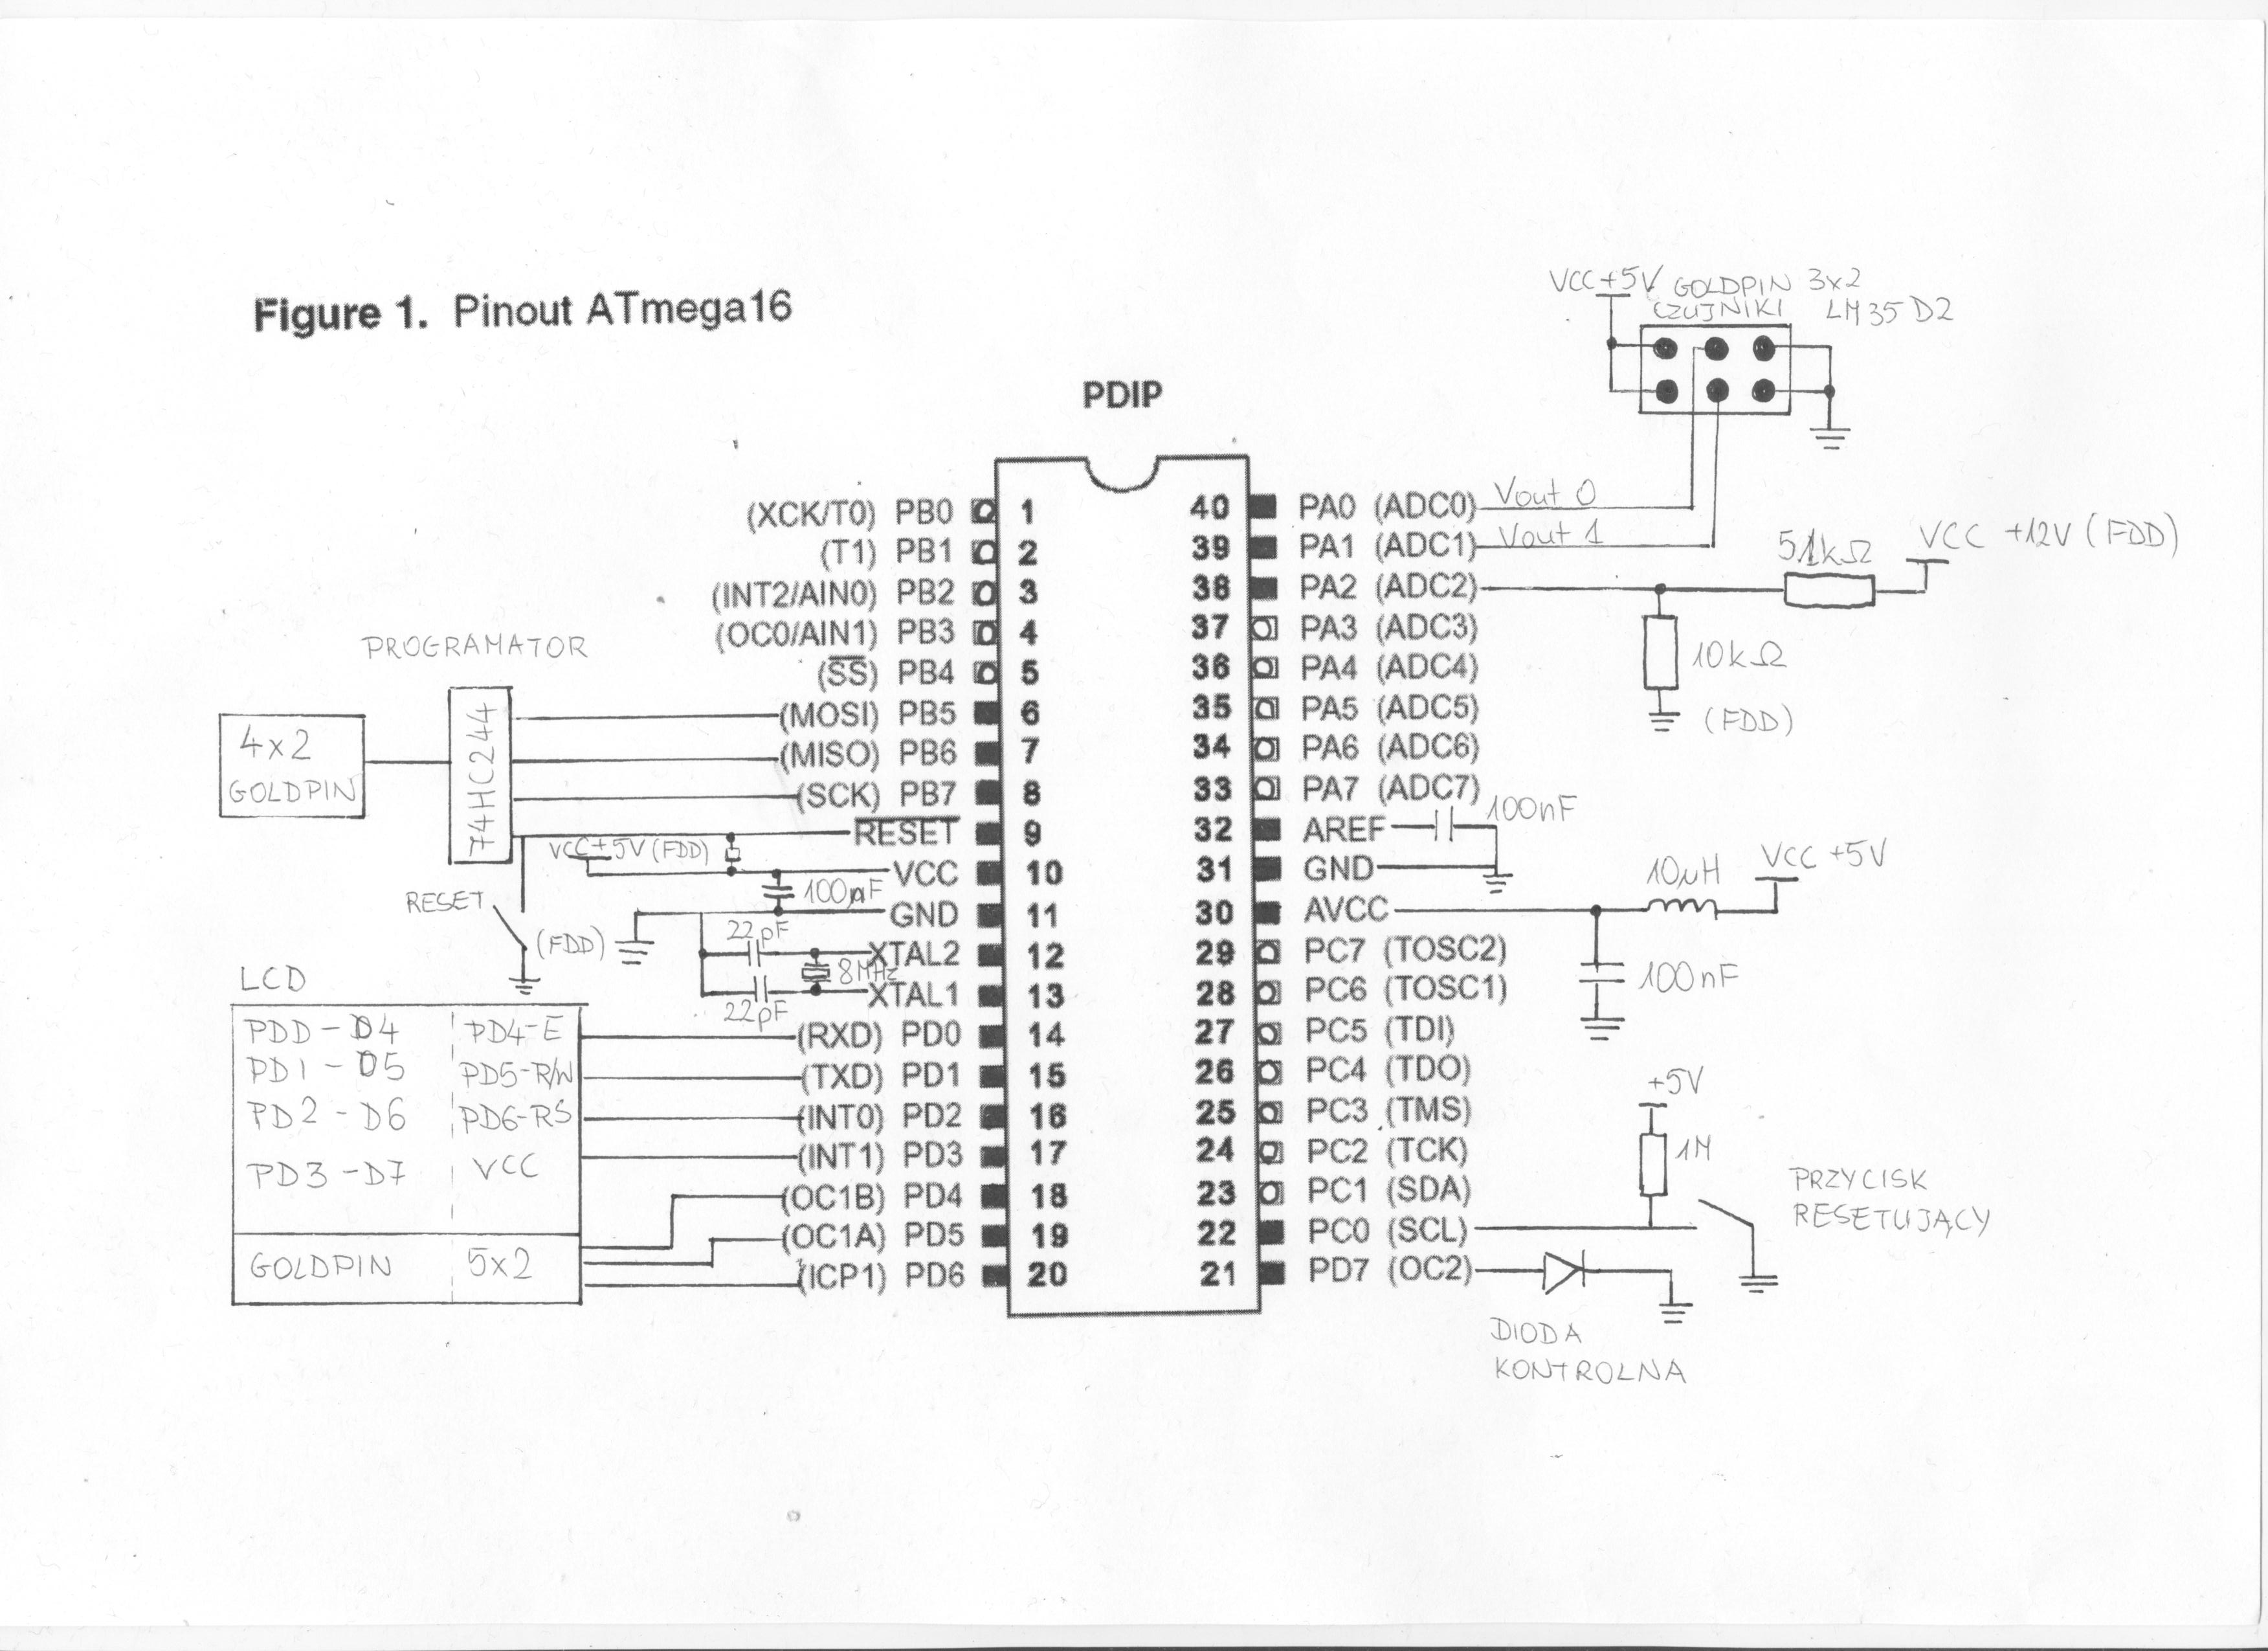 Figure 1. Pinout ATmega16
PDIP
VCC+5V GOLDPIN 3x2
CZUJNIKI LM35 DZ
(XCK/T0) PB0 1
(T1) PB1 2
(INT2/AIN0) PB2 3
(OC0/AIN1) PB3 4
(SS) PB4 5
(MOSI) PB5 6
(MISO) PB6 7
(SCK) PB7 8
RESET 9
VCC 10
GND 11
XTAL2 12
XTAL1 13
(RXD) PD0 14
(TXD) PD1 15
(INT0) PD2 16
(INT1) PD3 17
(OC1B) PD4 18
(OC1A) PD5 19
(ICP1) PD6 20
40 PA0 (ADC0) Vout 0
39 PA1 (ADC1) Vout 1
38 PA2 (ADC2)
37 PA3 (ADC3)
36 PA4 (ADC4)
35 PA5 (ADC5)
34 PA6 (ADC6)
33 PA7 (ADC7)
32 AREF
31 GND
30 AVCC
29 PC7 (TOSC2)
28 PC6 (TOSC1)
27 PC5 (TDI)
26 PC4 (TDO)
25 PC3 (TMS)
24 PC2 (TCK)
23 PC1 (SDA)
22 PC0 (SCL)
21 PD7 (OC2)
51kΩ
VCC +12V (FDD)
10kΩ
(FDD)
100nF
10µH
VCC +5V
100nF
+5V
1M
PRZYCISK
RESETUJĄCY
DIODA
KONTROLNA
PROGRAMATOR
4x2
GOLDPIN
74HC244
VCC+5V (FDD)
RESET
(FDD)
22pF
8MHz
22pF
LCD
PDD-D4 PD4-E
PD1-D5 PD5-R/W
PD2-D6 PD6-RS
PD3-D7 VCC
GOLDPIN 5x2